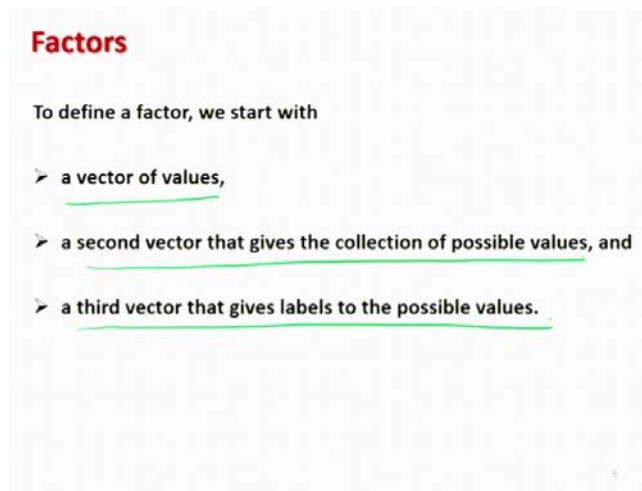 Factors
To define a factor, we start with
➢ a vector of values,
➢ a second vector that gives the collection of possible values, and
➢ a third vector that gives labels to the possible values.
9